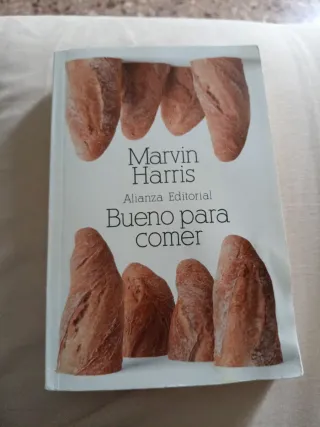 Marvin
Harris
Alianza Editorial
Bueno para
comer